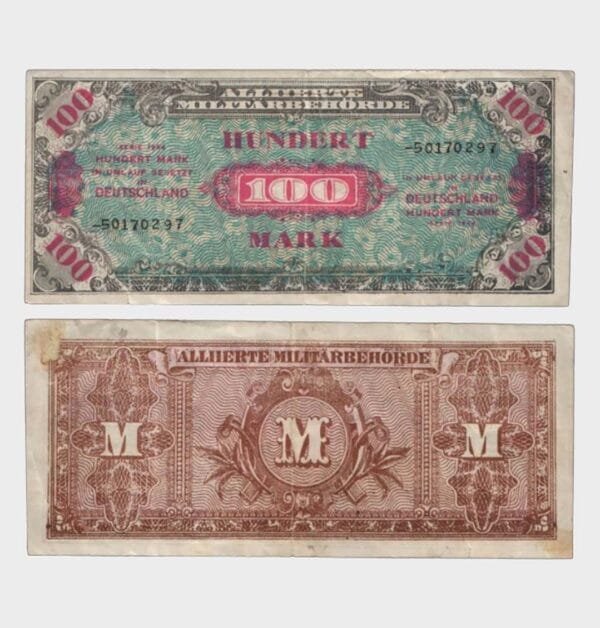 ALLIIERTE
MILITÄRBEHÖRDE
100
100
HUNDERT
-50170297
SERIE 1944
HUNDERT MARK
IN UMLAUF GESETZT
IN
DEUTSCHLAND
100
IN UMLAUF GESETZT
IN
DEUTSCHLAND
HUNDERT MARK
SERIE 1944
-50170297
MARK
100
100
ALLIIERTE MILITÄRBEHÖRDE
M
M
M